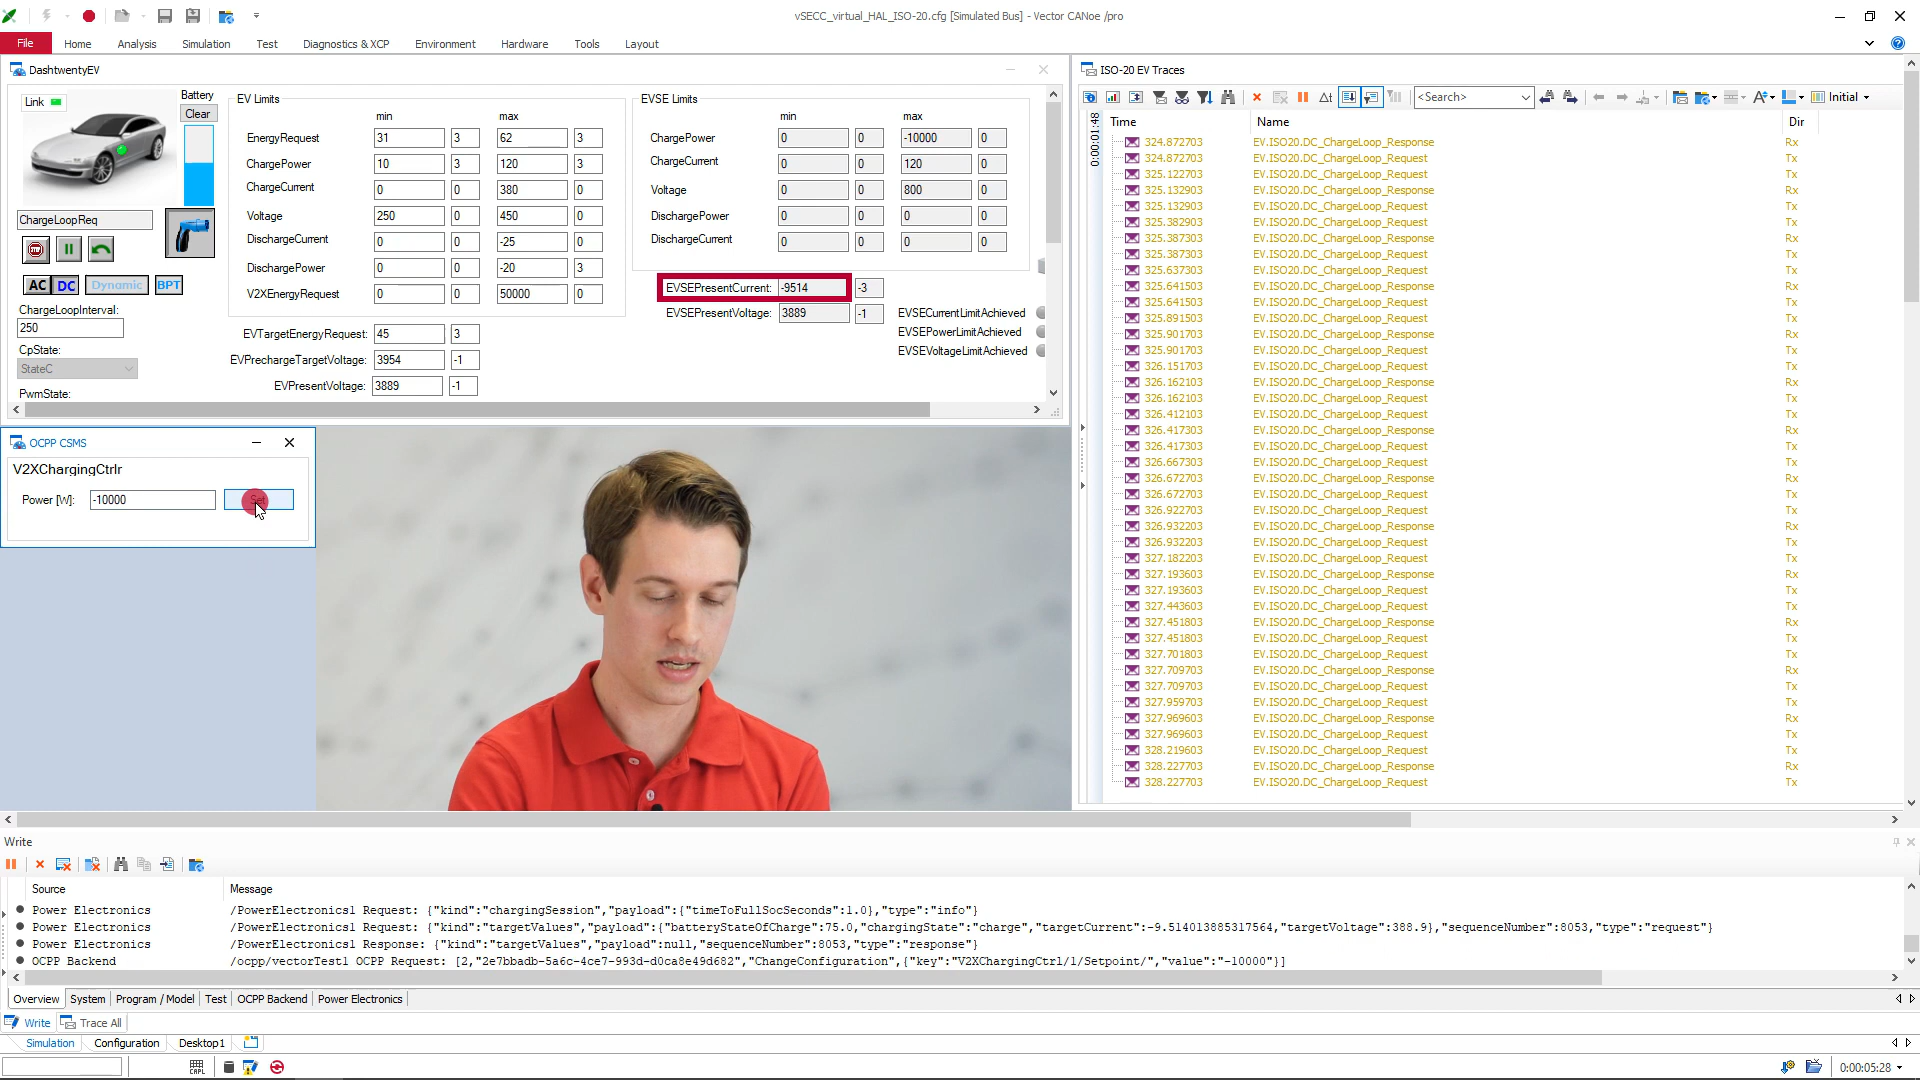 vSECC_virtual_HAL_ISO-20.cfg [Simulated Bus] - Vector CANoe /pro
File Home Analysis Simulation Test Diagnostics & XCP Environment Hardware Tools Layout
DashtwentyEV
Link
Battery
Clear
ChargeLoopReq
AC DC Dynamic BPT
ChargeLoopInterval:
250
CpState:
StateC
PwmState:
EV Limits
min max
EnergyRequest 31 3 62 3
ChargePower 10 3 120 3
ChargeCurrent 0 0 380 0
Voltage 250 0 450 0
DischargeCurrent 0 0 -25 0
DischargePower 0 0 -20 3
V2XEnergyRequest 0 0 50000 0
EVTargetEnergyRequest: 45 3
EVPrechargeTargetVoltage: 3954 -1
EVPresentVoltage: 3889 -1
EVSE Limits
min max
ChargePower 0 0 -10000 0
ChargeCurrent 0 0 120 0
Voltage 0 0 800 0
DischargePower 0 0 0 0
DischargeCurrent 0 0 0 0
EVSEPresentCurrent: -9514 -3
EVSEPresentVoltage: 3889 -1
EVSECurrentLimitAchieved
EVSEPowerLimitAchieved
EVSEVoltageLimitAchieved
OCPP CSMS
V2XChargingCtrlr
Power [W]: -10000 Set
ISO-20 EV Traces
<Search> Initial
0:00:01:48
Time Name Dir
324.872703 EV.ISO20.DC_ChargeLoop_Response Rx
324.872703 EV.ISO20.DC_ChargeLoop_Request Tx
325.122703 EV.ISO20.DC_ChargeLoop_Request Tx
325.132903 EV.ISO20.DC_ChargeLoop_Response Rx
325.132903 EV.ISO20.DC_ChargeLoop_Request Tx
325.382903 EV.ISO20.DC_ChargeLoop_Request Tx
325.387303 EV.ISO20.DC_ChargeLoop_Response Rx
325.387303 EV.ISO20.DC_ChargeLoop_Request Tx
325.637303 EV.ISO20.DC_ChargeLoop_Request Tx
325.641503 EV.ISO20.DC_ChargeLoop_Response Rx
325.641503 EV.ISO20.DC_ChargeLoop_Request Tx
325.891503 EV.ISO20.DC_ChargeLoop_Request Tx
325.901703 EV.ISO20.DC_ChargeLoop_Response Rx
325.901703 EV.ISO20.DC_ChargeLoop_Request Tx
326.151703 EV.ISO20.DC_ChargeLoop_Request Tx
326.162103 EV.ISO20.DC_ChargeLoop_Response Rx
326.162103 EV.ISO20.DC_ChargeLoop_Request Tx
326.412103 EV.ISO20.DC_ChargeLoop_Request Tx
326.417303 EV.ISO20.DC_ChargeLoop_Response Rx
326.417303 EV.ISO20.DC_ChargeLoop_Request Tx
326.667303 EV.ISO20.DC_ChargeLoop_Request Tx
326.672703 EV.ISO20.DC_ChargeLoop_Response Rx
326.672703 EV.ISO20.DC_ChargeLoop_Request Tx
326.922703 EV.ISO20.DC_ChargeLoop_Request Tx
326.932203 EV.ISO20.DC_ChargeLoop_Response Rx
326.932203 EV.ISO20.DC_ChargeLoop_Request Tx
327.182203 EV.ISO20.DC_ChargeLoop_Request Tx
327.193603 EV.ISO20.DC_ChargeLoop_Response Rx
327.193603 EV.ISO20.DC_ChargeLoop_Request Tx
327.443603 EV.ISO20.DC_ChargeLoop_Request Tx
327.451803 EV.ISO20.DC_ChargeLoop_Response Rx
327.451803 EV.ISO20.DC_ChargeLoop_Request Tx
327.701803 EV.ISO20.DC_ChargeLoop_Request Tx
327.709703 EV.ISO20.DC_ChargeLoop_Response Rx
327.709703 EV.ISO20.DC_ChargeLoop_Request Tx
327.959703 EV.ISO20.DC_ChargeLoop_Request Tx
327.969603 EV.ISO20.DC_ChargeLoop_Response Rx
327.969603 EV.ISO20.DC_ChargeLoop_Request Tx
328.219603 EV.ISO20.DC_ChargeLoop_Request Tx
328.227703 EV.ISO20.DC_ChargeLoop_Response Rx
328.227703 EV.ISO20.DC_ChargeLoop_Request Tx
Write
Source Message
Power Electronics /PowerElectronics1 Request: {"kind":"chargingSession","payload":{"timeToFullSocSeconds":1.0},"type":"info"}
Power Electronics /PowerElectronics1 Request: {"kind":"targetValues","payload":{"batteryStateOfCharge":75.0,"chargingState":"charge","targetCurrent":-9.514013885317564,"targetVoltage":388.9},"sequenceNumber":8053,"type":"request"}
Power Electronics /PowerElectronics1 Response: {"kind":"targetValues","payload":null,"sequenceNumber":8053,"type":"response"}
OCPP Backend /ocpp/vectorTest1 OCPP Request: [2,"2e7bbadb-5a6c-4ce7-993d-d0ca8e49d682","ChangeConfiguration",{"key":"V2XChargingCtrl/1/Setpoint/","value":"-10000"}]
Overview System Program / Model Test OCPP Backend Power Electronics
Write Trace All
Simulation Configuration Desktop1
CAPL
0:00:05:28